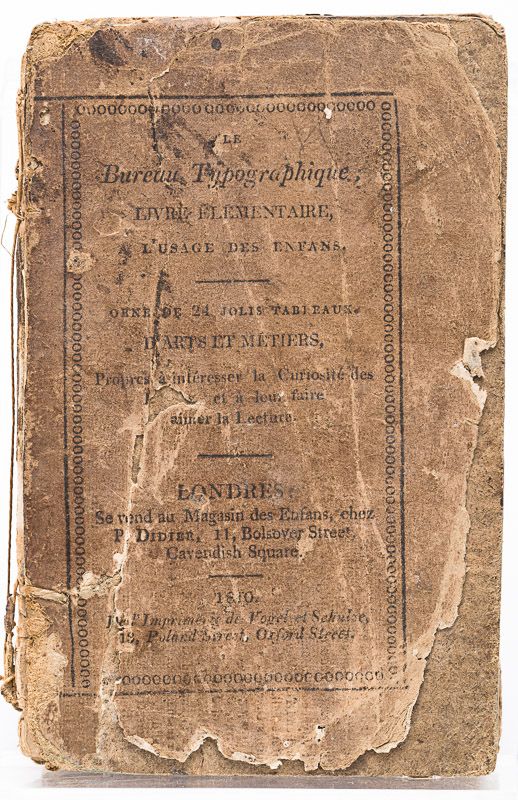 LE
Bureau Typographique;
LIVRE ÉLÉMENTAIRE,
A L'USAGE DES ENFANS.
ORNÉ DE 24 JOLIS TABLEAUX
D'ARTS ET MÉTIERS,
Propres à intéresser la Curiosité des
et à leur faire
aimer la Lecture.
LONDRES:
Se vend au Magasin des Enfans, chez
P. DIDIER, 11, Bolsover Street,
Cavendish Square.
1810.
De l'Imprimerie de Vogel et Schulze,
13, Poland Street, Oxford Street.